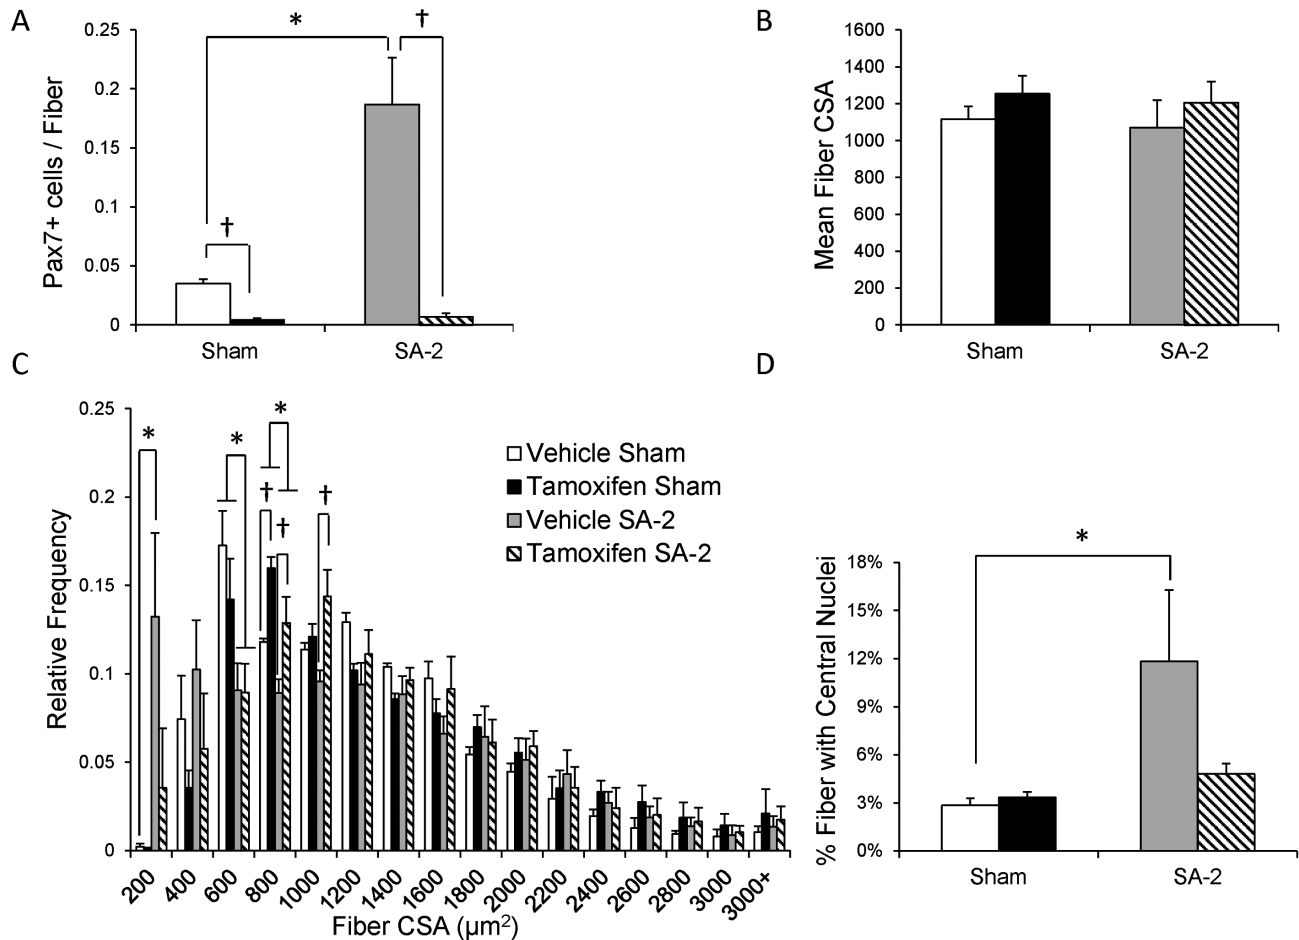 A
Pax7+ cells / Fiber
0.25
0.2
0.15
0.1
0.05
0
* †
†
Sham SA-2
B
Mean Fiber CSA
1600
1400
1200
1000
800
600
400
200
0
Sham SA-2
C
Relative Frequency
0.25
0.2
0.15
0.1
0.05
0
*
* *
† †
†
Vehicle Sham
Tamoxifen Sham
Vehicle SA-2
Tamoxifen SA-2
200 400 600 800 1000 1200 1400 1600 1800 2000 2200 2400 2600 2800 3000 3000+
Fiber CSA (µm²)
D
% Fiber with Central Nuclei
18%
15%
12%
9%
6%
3%
0%
*
Sham SA-2